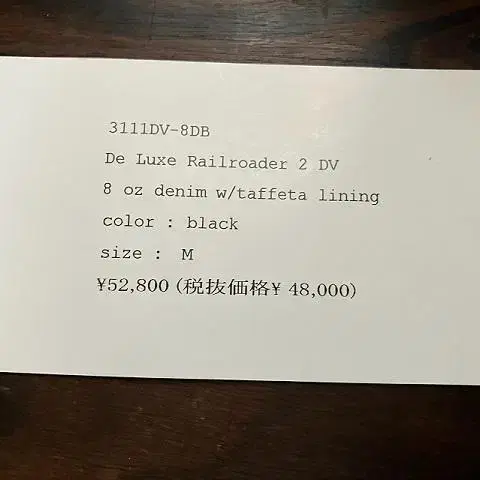 3111DV-8DB
De Luxe Railroader 2 DV
8 oz denim w/taffeta lining
color : black
size : M
¥52,800 (税抜価格¥ 48,000)